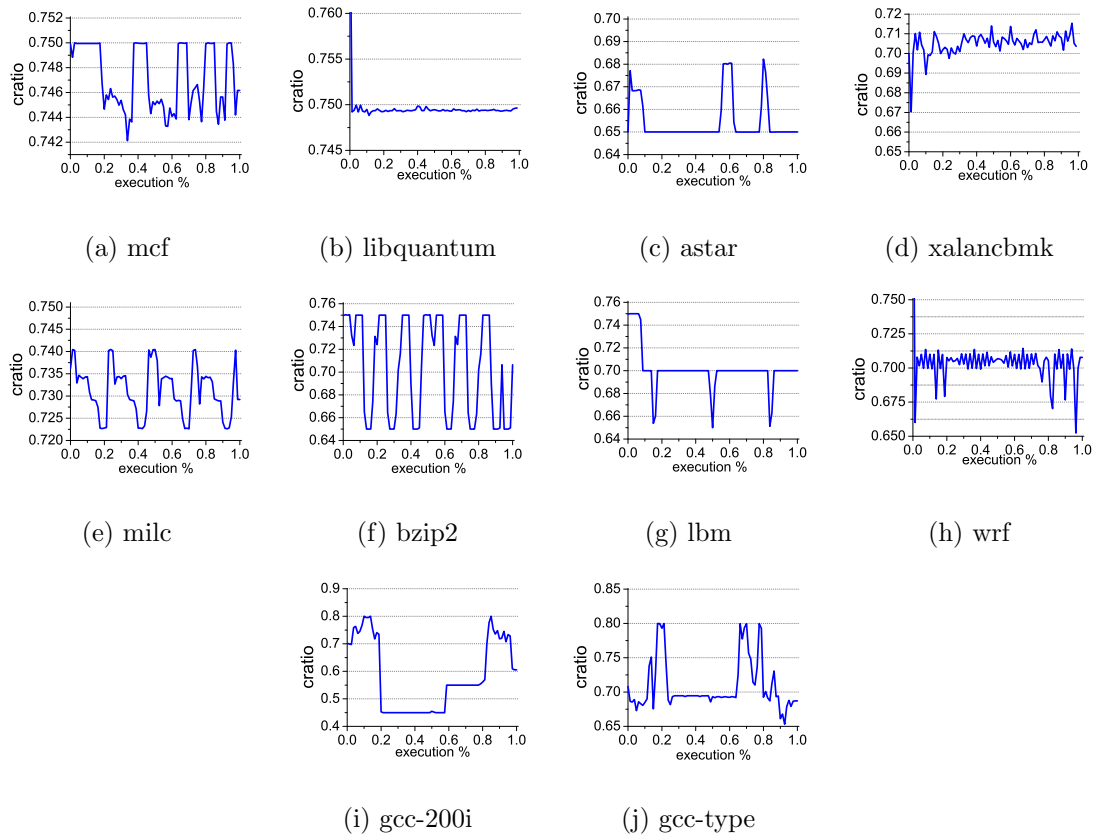 0.752
0.750
0.748
0.746
0.744
0.742
cratio
0.0 0.2 0.4 0.6 0.8 1.0
execution %
(a) mcf
0.760
0.755
0.750
0.745
cratio
0.0 0.2 0.4 0.6 0.8 1.0
execution %
(b) libquantum
0.70
0.69
0.68
0.67
0.66
0.65
0.64
cratio
0.0 0.2 0.4 0.6 0.8 1.0
execution %
(c) astar
0.72
0.71
0.70
0.69
0.68
0.67
0.66
0.65
cratio
0.0 0.2 0.4 0.6 0.8 1.0
execution %
(d) xalancbmk
0.750
0.745
0.740
0.735
0.730
0.725
0.720
cratio
0.0 0.2 0.4 0.6 0.8 1.0
execution %
(e) milc
0.76
0.74
0.72
0.70
0.68
0.66
0.64
cratio
0.0 0.2 0.4 0.6 0.8 1.0
execution %
(f) bzip2
0.76
0.74
0.72
0.70
0.68
0.66
0.64
cratio
0.0 0.2 0.4 0.6 0.8 1.0
execution %
(g) lbm
0.750
0.725
0.700
0.675
0.650
cratio
0.0 0.2 0.4 0.6 0.8 1.0
execution %
(h) wrf
0.9
0.8
0.7
0.6
0.5
0.4
cratio
0.0 0.2 0.4 0.6 0.8 1.0
execution %
(i) gcc-200i
0.85
0.80
0.75
0.70
0.65
cratio
0.0 0.2 0.4 0.6 0.8 1.0
execution %
(j) gcc-type